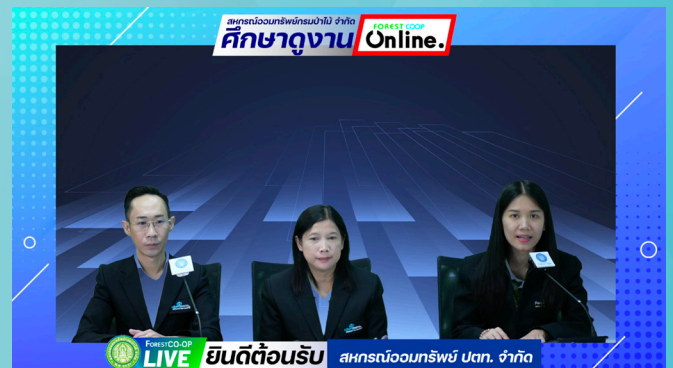 สหกรณ์ออมทรัพย์กรมป่าไม้ จำกัด
ศึกษาดูงาน
FOREST COOP
Online.
FORESTCO-OP
LIVE
ยินดีต้อนรับ สหกรณ์ออมทรัพย์ ปตท. จำกัด